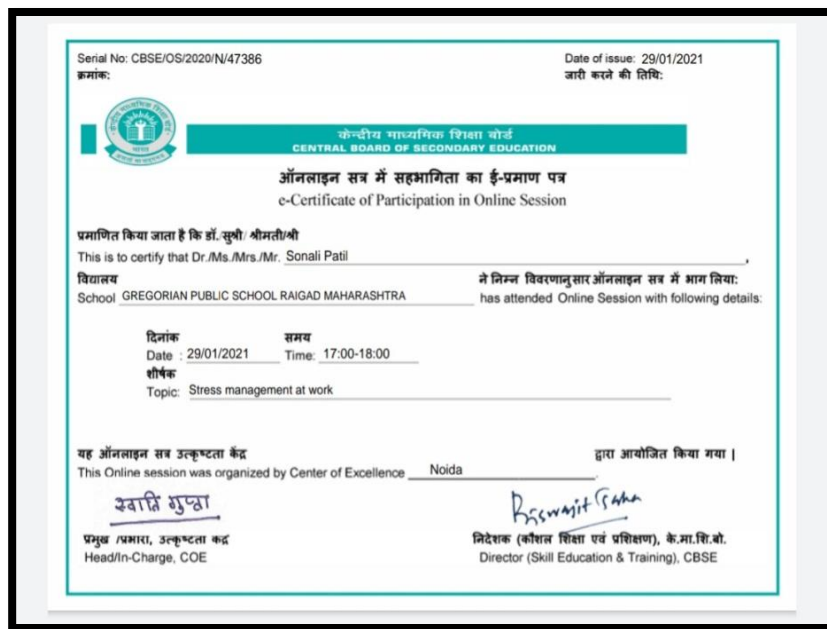 Serial No: CBSE/OS/2020/N/47386
Date of issue: 29/01/2021
क्रमांक:
जारी करने की तिथि:
केन्द्रीय माध्यमिक शिक्षा बोर्ड
CENTRAL BOARD OF SECONDARY EDUCATION
भारत
ऑनलाइन सत्र में सहभागिता का ई-प्रमाण पत्र
e-Certificate of Participation in Online Session
प्रमाणित किया जाता है कि डॉ./सुश्री/ श्रीमती/श्री
This is to certify that Dr./Ms./Mrs./Mr. Sonali Patil,
विद्यालय
ने निम्न विवरणानुसार ऑनलाइन सत्र में भाग लिया:
School GREGORIAN PUBLIC SCHOOL RAIGAD MAHARASHTRA
has attended Online Session with following details:
दिनांक समय
Date : 29/01/2021 Time: 17:00-18:00
शीर्षक
Topic: Stress management at work
यह ऑनलाइन सत्र उत्कृष्टता केंद्र
द्वारा आयोजित किया गया |
This Online session was organized by Center of Excellence Noida.
स्वाति गुप्ता
Biswajit Saha
प्रमुख /प्रभारा, उत्कृष्टता कद्र
निदेशक (कौशल शिक्षा एवं प्रशिक्षण), के.मा.शि.बो.
Head/In-Charge, COE
Director (Skill Education & Training), CBSE